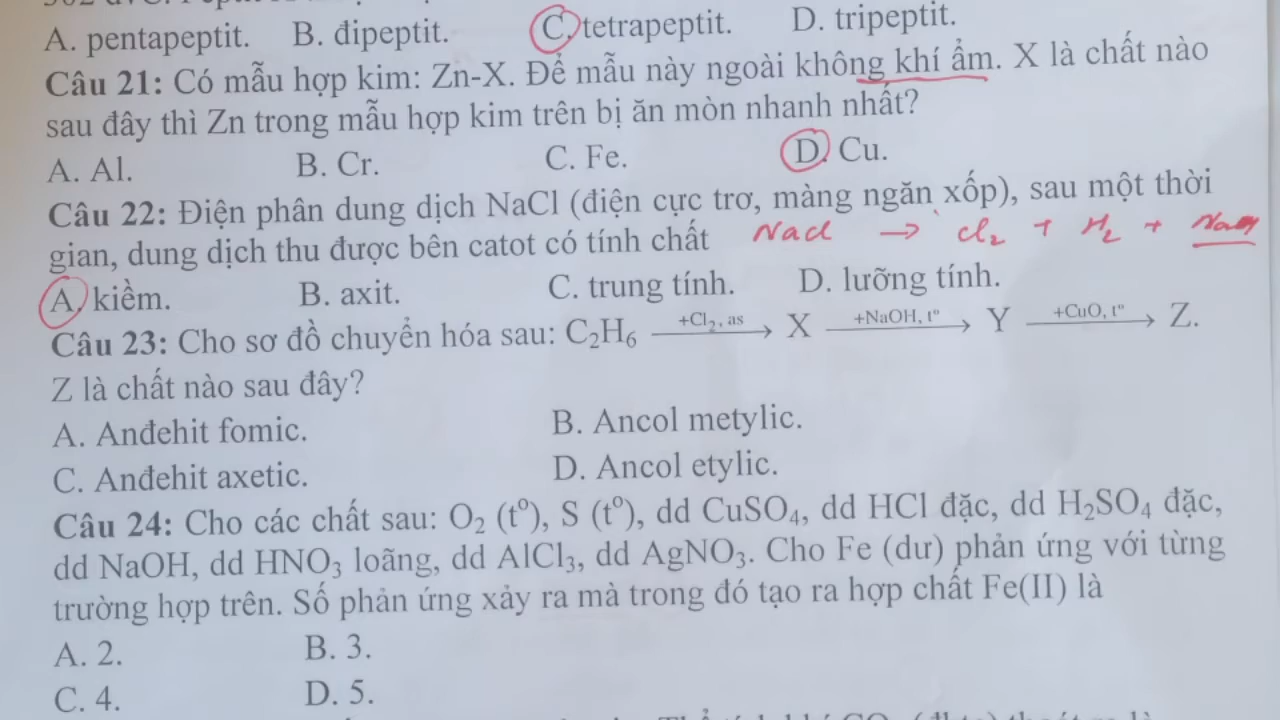 A. pentapeptit. B. đipeptit. C. tetrapeptit. D. tripeptit.
Câu 21: Có mẫu hợp kim: Zn-X. Để mẫu này ngoài không khí ẩm. X là chất nào
sau đây thì Zn trong mẫu hợp kim trên bị ăn mòn nhanh nhất?
A. Al. B. Cr. C. Fe. D. Cu.
Câu 22: Điện phân dung dịch NaCl (điện cực trơ, màng ngăn xốp), sau một thời
gian, dung dịch thu được bên catot có tính chất NaCl → Cl₂ + H₂ +
A. kiềm. B. axit. C. trung tính. D. lưỡng tính.
Câu 23: Cho sơ đồ chuyển hóa sau: C₂H₆ +Cl₂, as → X +NaOH, t° → Y +CuO, t° → Z.
Z là chất nào sau đây?
A. Anđehit fomic. B. Ancol metylic.
C. Anđehit axetic. D. Ancol etylic.
Câu 24: Cho các chất sau: O₂ (t°), S (t°), dd CuSO₄, dd HCl đặc, dd H₂SO₄ đặc,
dd NaOH, dd HNO₃ loãng, dd AlCl₃, dd AgNO₃. Cho Fe (dư) phản ứng với từng
trường hợp trên. Số phản ứng xảy ra mà trong đó tạo ra hợp chất Fe(II) là
A. 2. B. 3.
C. 4. D. 5.